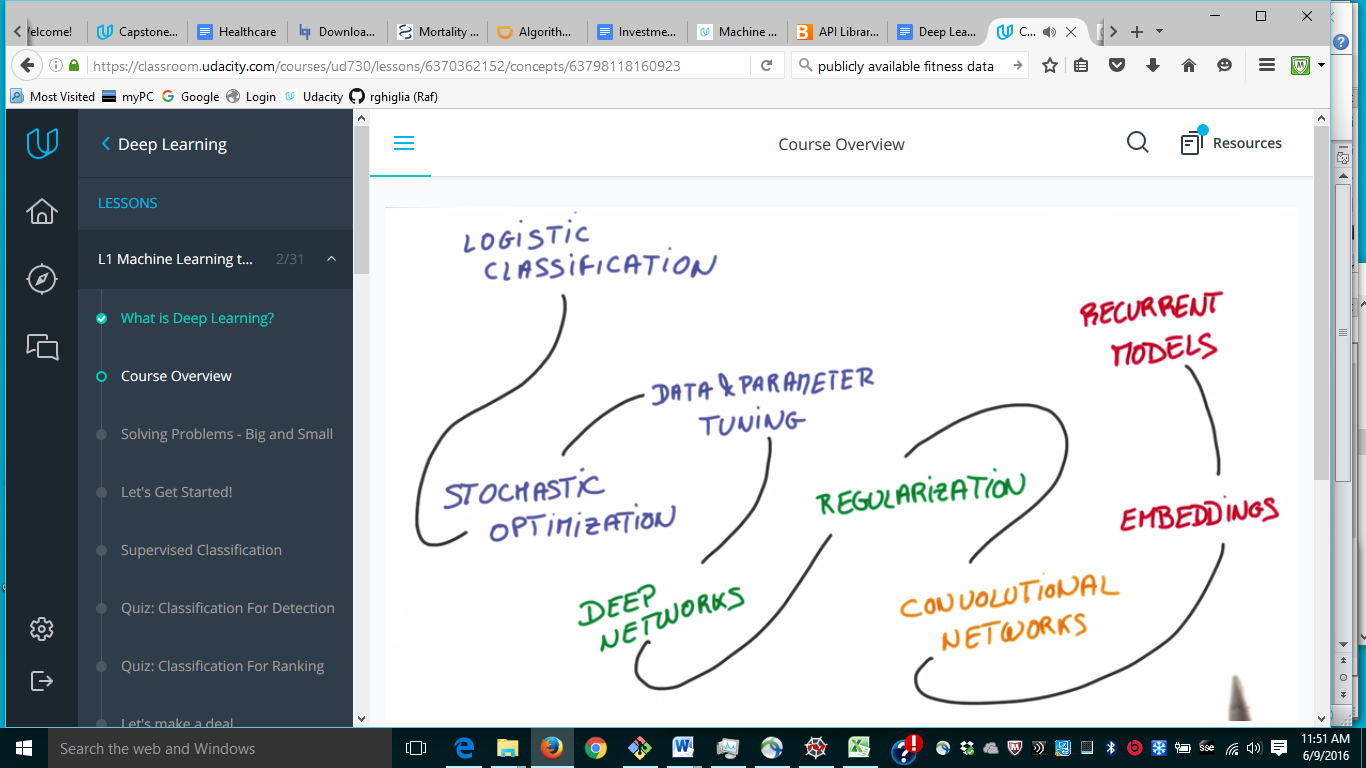 Welcome!
Capstone...
Healthcare
Downloa...
Mortality ...
Algorith...
Investme...
Machine ...
API Librar...
Deep Lea...
C...
https://classroom.udacity.com/courses/ud730/lessons/6370362152/concepts/63798118160923
publicly available fitness data
Most Visited
myPC
Google
Login
Udacity
rghiglia (Raf)
Deep Learning
Course Overview
Resources
LESSONS
L1 Machine Learning t...
2/31
What is Deep Learning?
Course Overview
Solving Problems - Big and Small
Let's Get Started!
Supervised Classification
Quiz: Classification For Detection
Quiz: Classification For Ranking
Let's make a deal
LOGISTIC
CLASSIFICATION
STOCHASTIC
OPTIMIZATION
DATA & PARAMETER
TUNING
DEEP
NETWORKS
REGULARIZATION
CONVOLUTIONAL
NETWORKS
EMBEDDINGS
RECURRENT
MODELS
Search the web and Windows
11:51 AM
6/9/2016